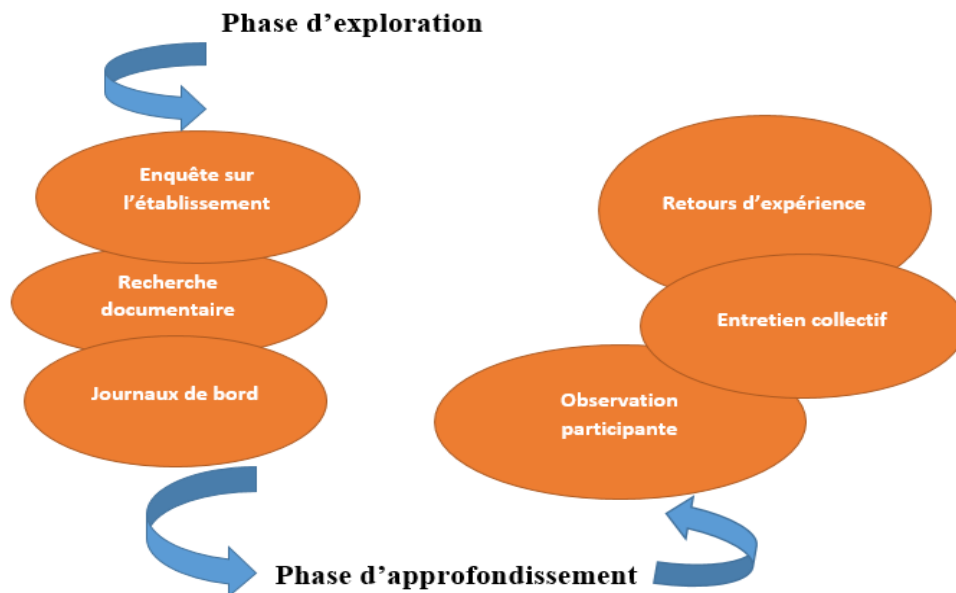 Phase d’exploration
Enquête sur
l’établissement
Recherche
documentaire
Journaux de bord
Retours d’expérience
Entretien collectif
Observation
participante
Phase d’approfondissement